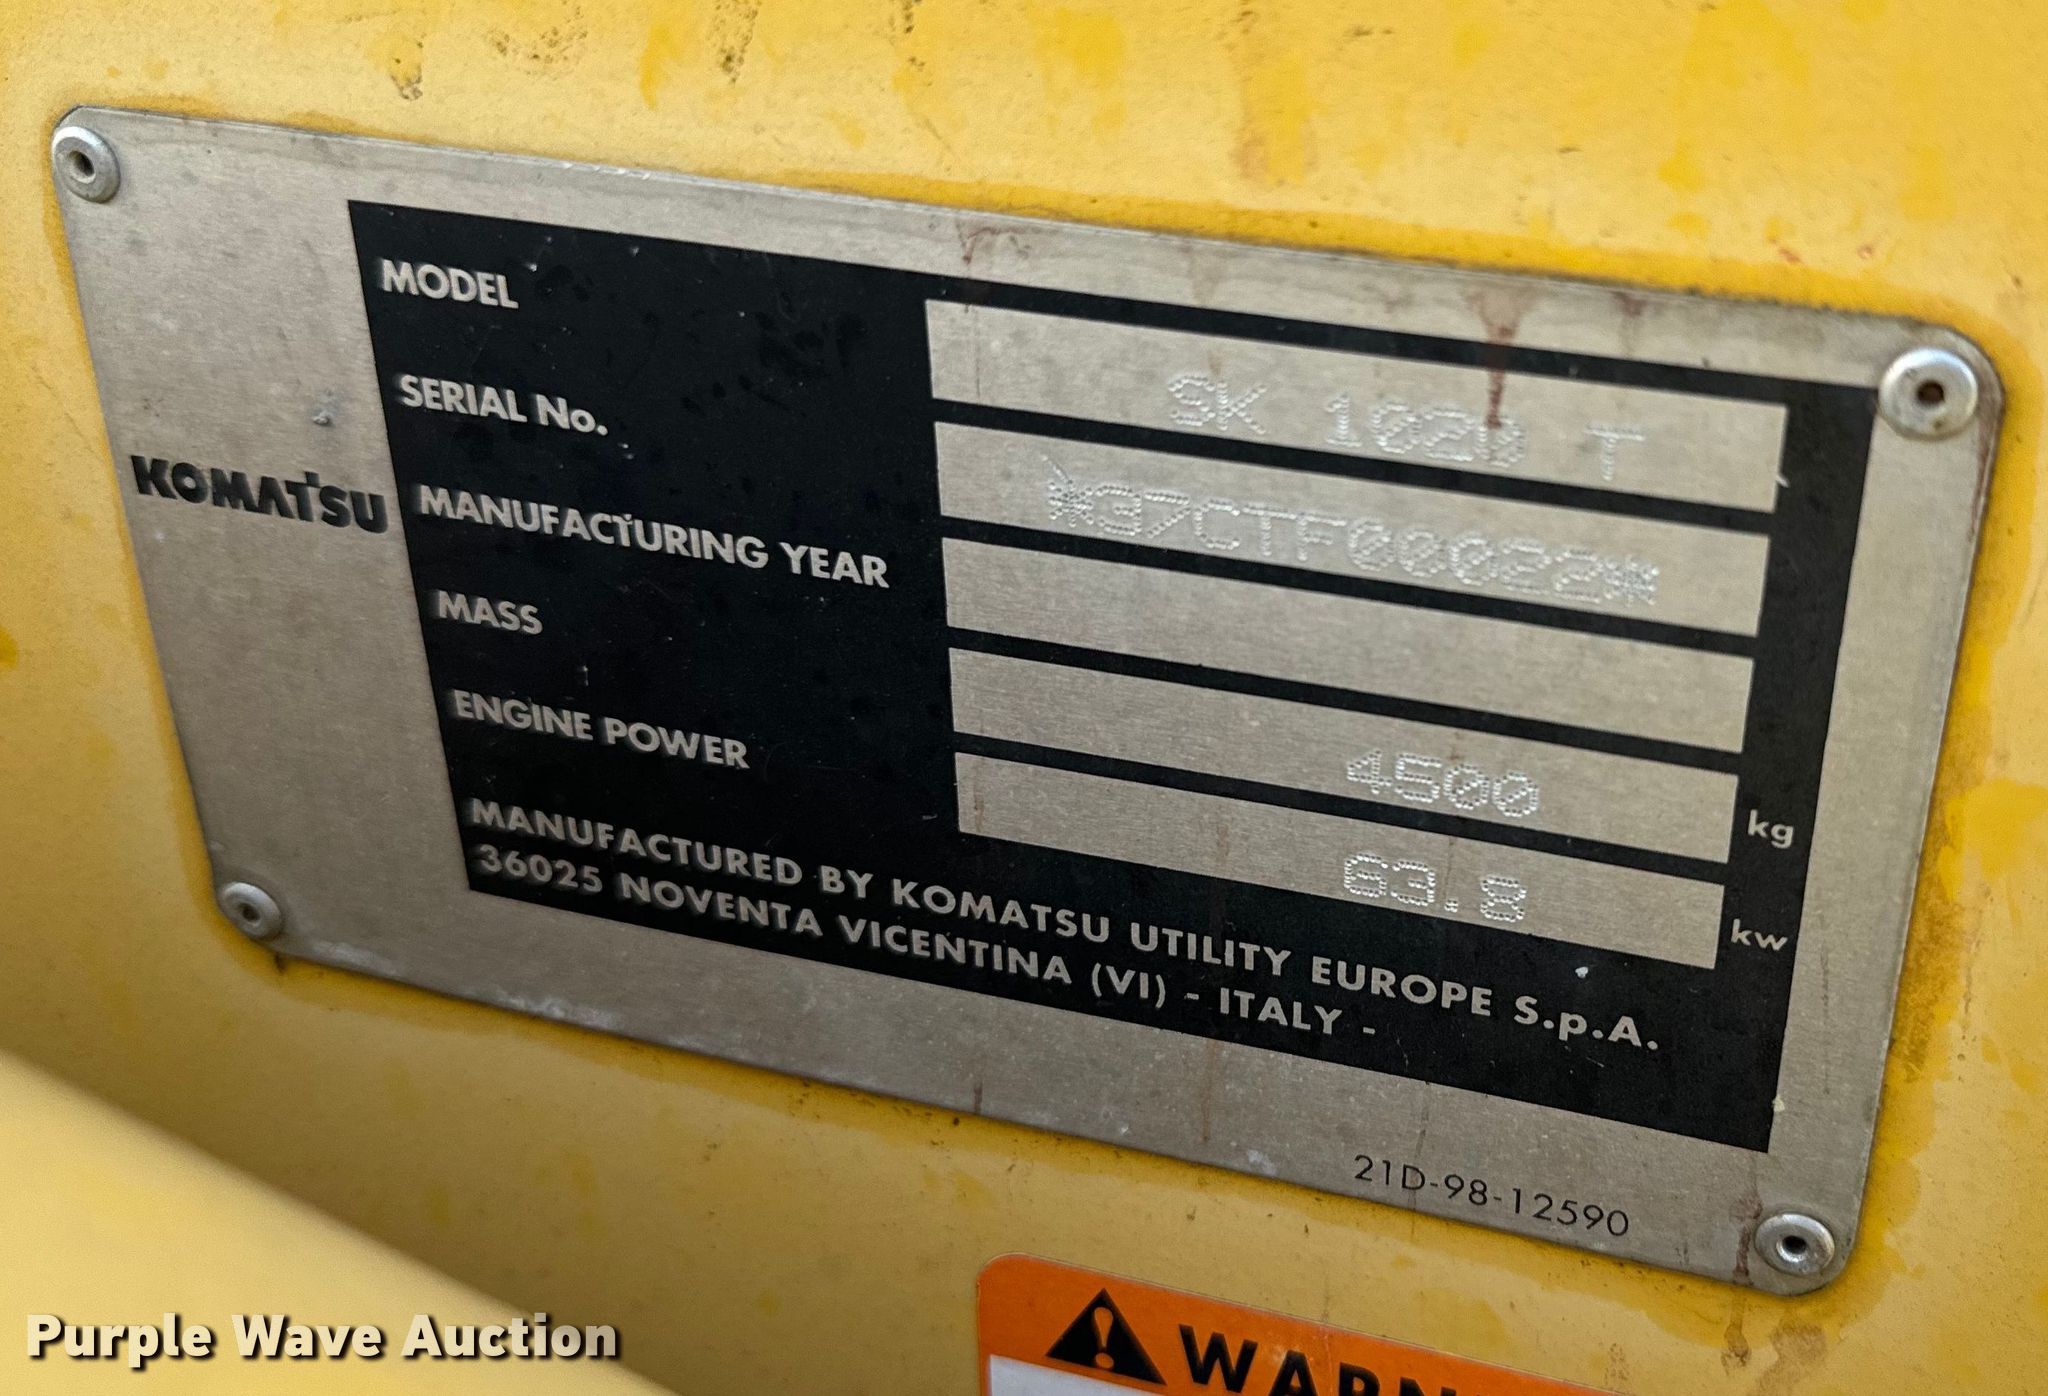 KOMATSU
MODEL SK 1020 T
SERIAL No. *37CTF00022*
MANUFACTURING YEAR
MASS 4500 kg
ENGINE POWER 63.8 kw
MANUFACTURED BY KOMATSU UTILITY EUROPE S.p.A.
36025 NOVENTA VICENTINA (VI) - ITALY -
21D-98-12590
Purple Wave Auction